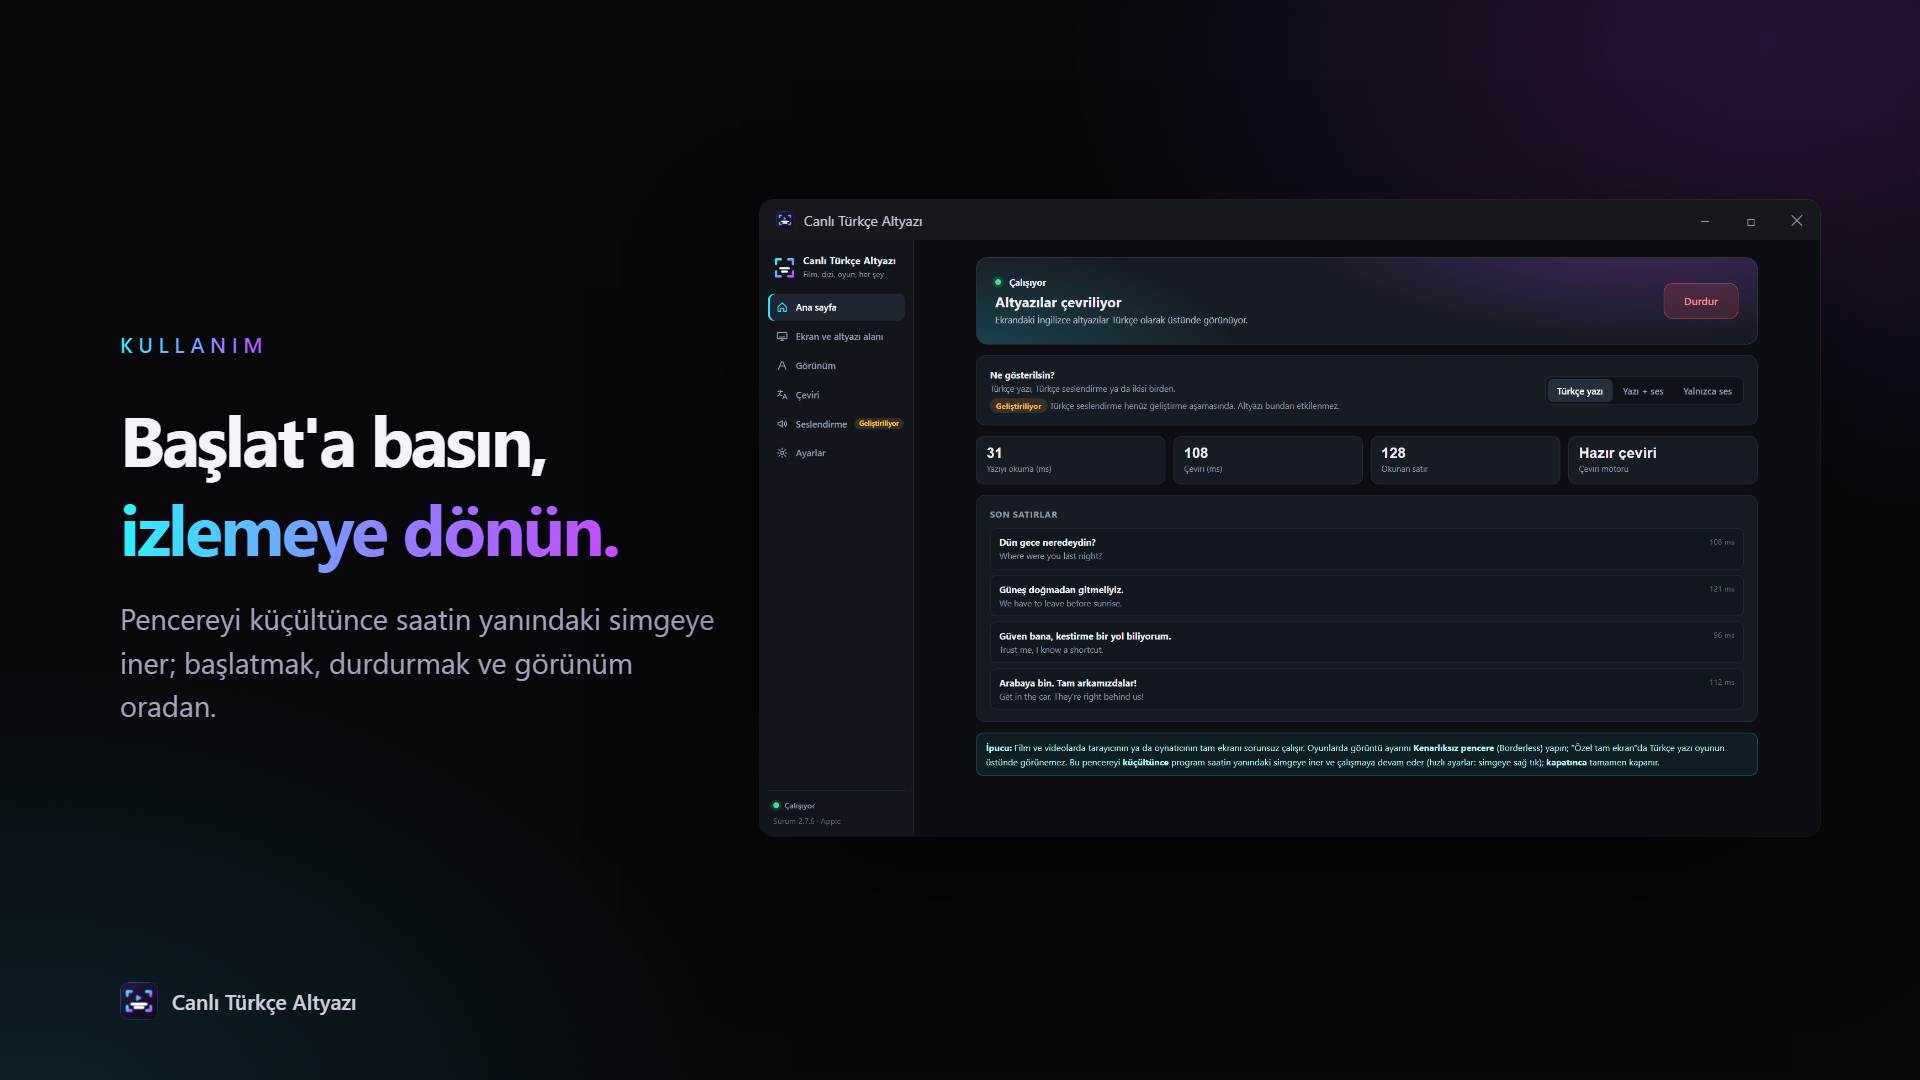 KULLANIM
Başlat'a basın,
izlemeye dönün.
Pencereyi küçültünce saatin yanındaki simgeye
iner; başlatmak, durdurmak ve görünüm
oradan.
Canlı Türkçe Altyazı
Canlı Türkçe Altyazı
Canlı Türkçe Altyazı
Film, dizi, oyun, her şey
Ana sayfa
Ekran ve altyazı alanı
Görünüm
Çeviri
Seslendirme Geliştiriliyor
Ayarlar
Çalışıyor
Sürüm 2.7.6 · Appic
Çalışıyor
Altyazılar çevriliyor
Ekrandaki İngilizce altyazılar Türkçe olarak üstünde görünüyor.
Durdur
Ne gösterilsin?
Türkçe yazı, Türkçe seslendirme ya da ikisi birden.
Geliştiriliyor Türkçe seslendirme henüz geliştirme aşamasında. Altyazı bundan etkilenmez.
Türkçe yazı Yazı + ses Yalnızca ses
31
Yazıyı okuma (ms)
108
Çeviri (ms)
128
Okunan satır
Hazır çeviri
Çeviri motoru
SON SATIRLAR
Dün gece neredeydin? 108 ms
Where were you last night?
Güneş doğmadan gitmeliyiz. 121 ms
We have to leave before sunrise.
Güven bana, kestirme bir yol biliyorum. 96 ms
Trust me, I know a shortcut.
Arabaya bin. Tam arkamızdalar! 112 ms
Get in the car. They're right behind us!
İpucu: Film ve videolarda tarayıcının ya da oynatıcının tam ekranı sorunsuz çalışır. Oyunlarda görüntü ayarını Kenarlıksız pencere (Borderless) yapın; "Özel tam ekran"da Türkçe yazı oyunun
üstünde görünemez. Bu pencereyi küçültünce program saatin yanındaki simgeye iner ve çalışmaya devam eder (hızlı ayarlar: simgeye sağ tık); kapatınca tamamen kapanır.